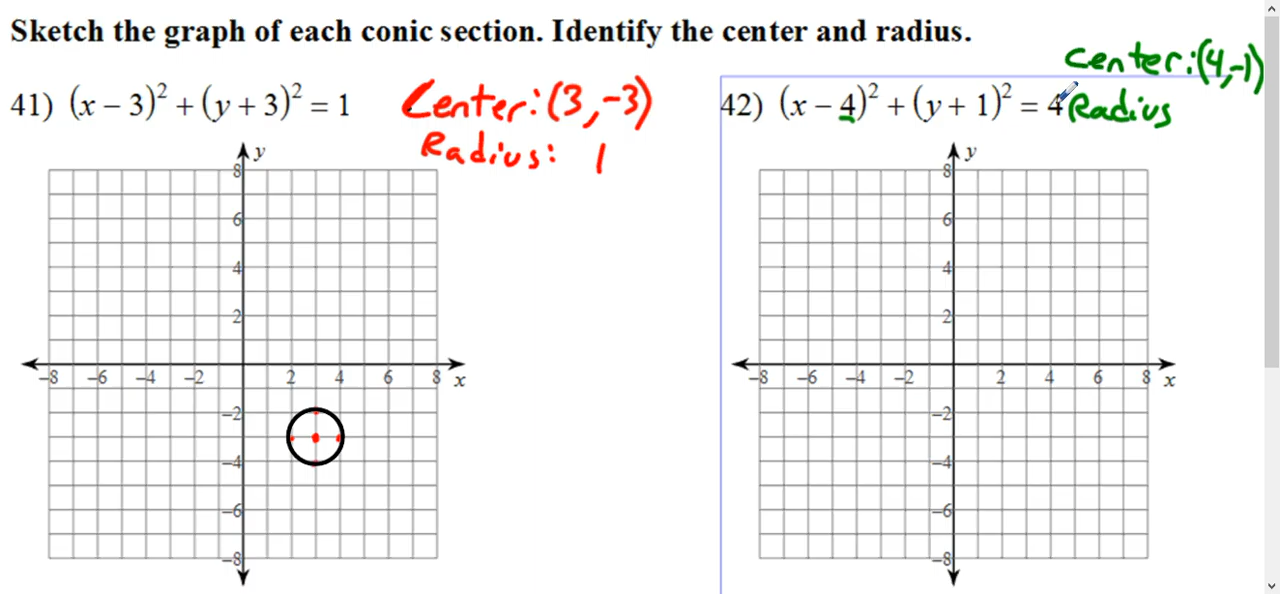 Sketch the graph of each conic section. Identify the center and radius.
41) (x − 3)² + (y + 3)² = 1
Center: (3, -3)
Radius: 1
y
8
6
4
2
-8 -6 -4 -2 2 4 6 8 x
-2
-4
-6
-8
42) (x − 4)² + (y + 1)² = 4
Center: (4, -1)
Radius
y
8
6
4
2
-8 -6 -4 -2 2 4 6 8 x
-2
-4
-6
-8